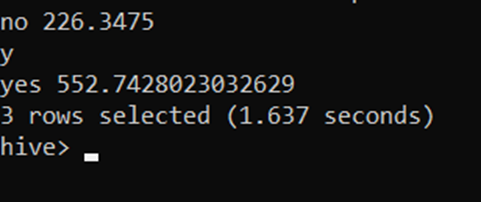 no 226.3475
y
yes 552.7428023032629
3 rows selected (1.637 seconds)
hive>